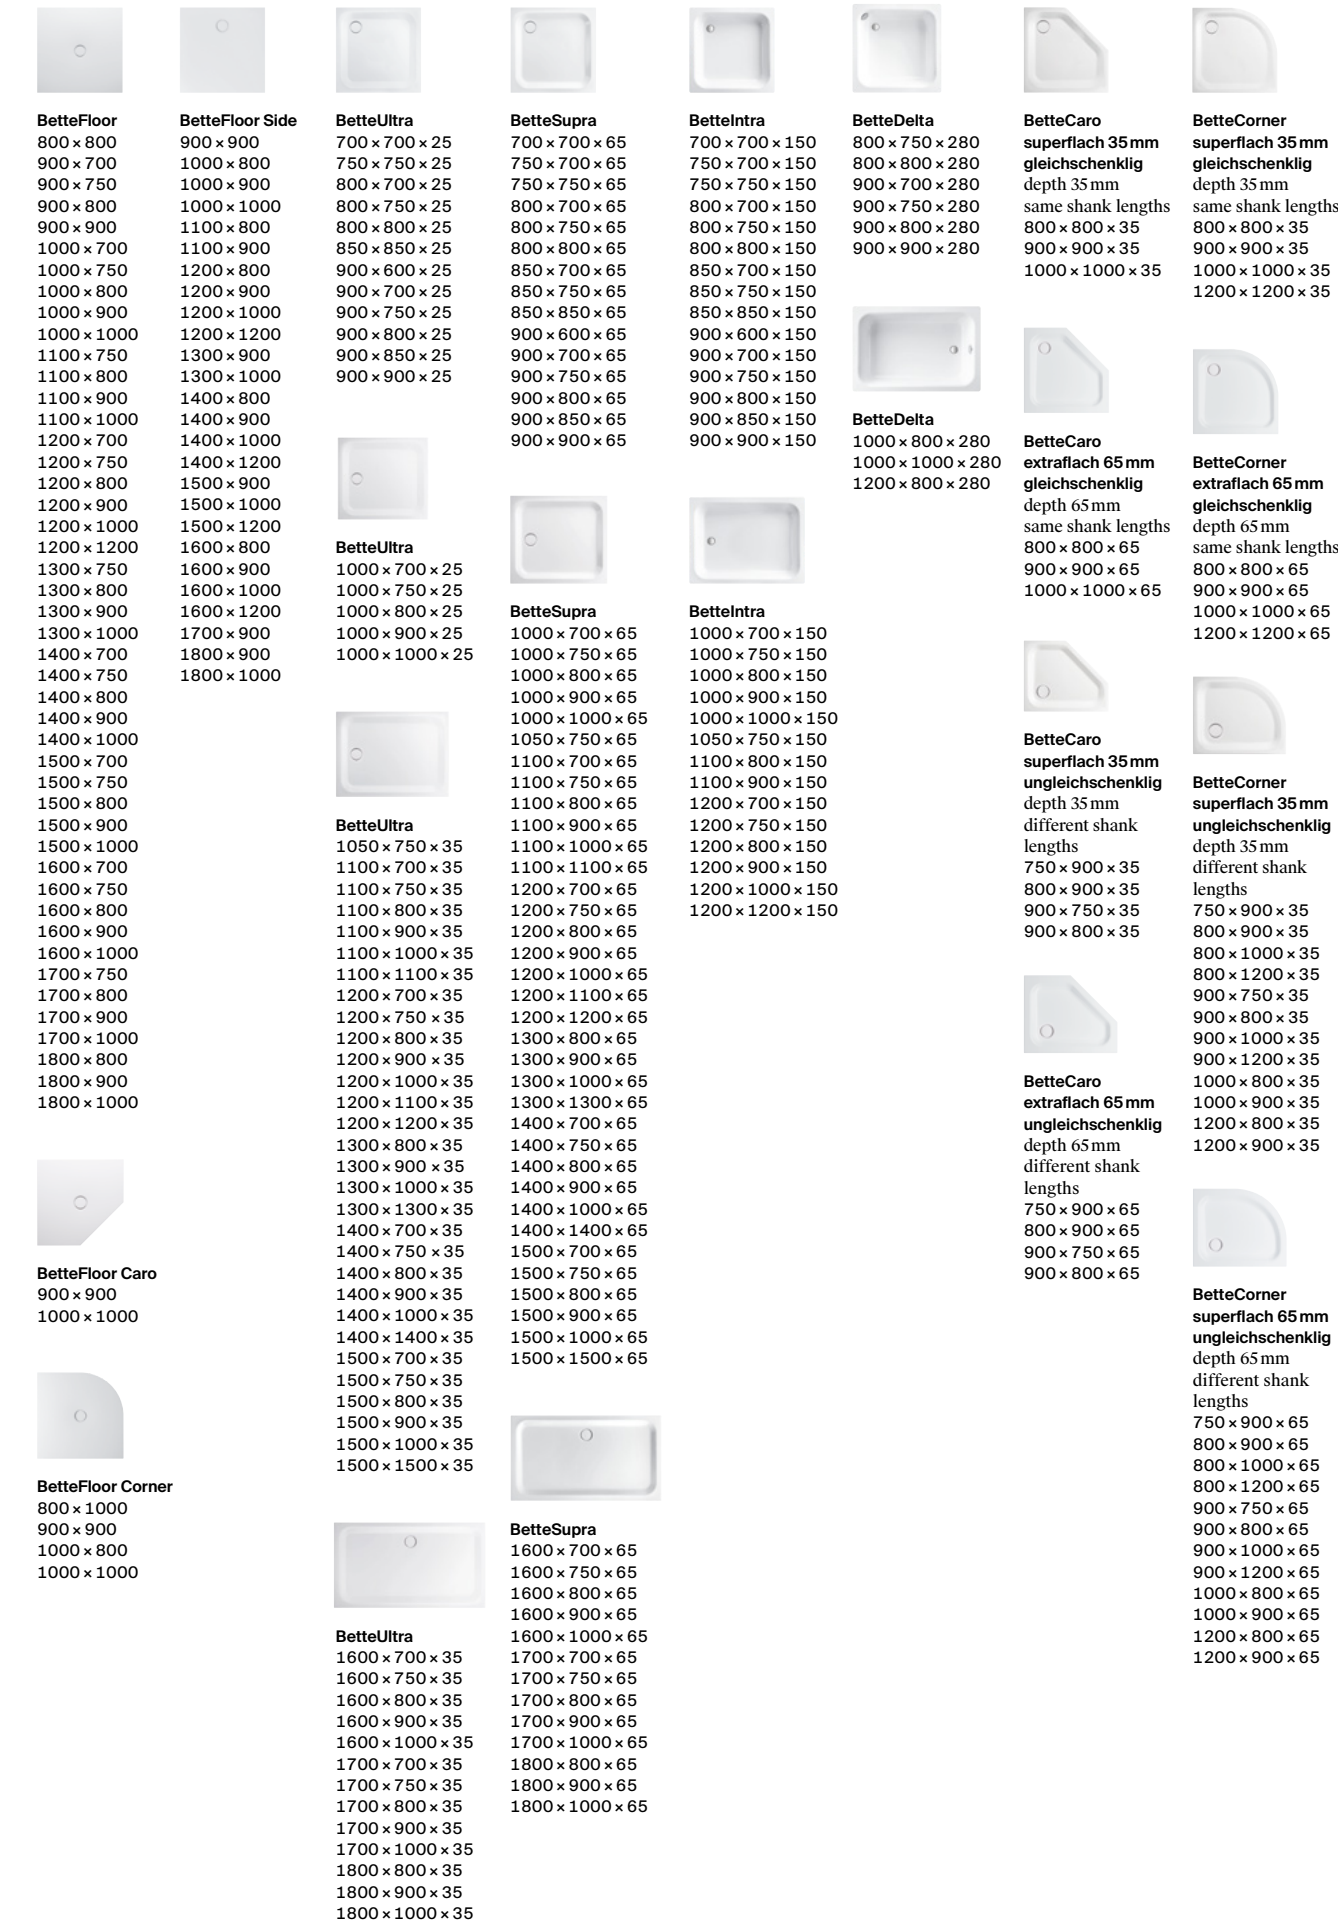 BetteFloor
800 × 800
900 × 700
900 × 750
900 × 800
900 × 900
1000 × 700
1000 × 750
1000 × 800
1000 × 900
1000 × 1000
1100 × 750
1100 × 800
1100 × 900
1100 × 1000
1200 × 700
1200 × 750
1200 × 800
1200 × 900
1200 × 1000
1200 × 1200
1300 × 750
1300 × 800
1300 × 900
1300 × 1000
1400 × 700
1400 × 750
1400 × 800
1400 × 900
1400 × 1000
1500 × 700
1500 × 750
1500 × 800
1500 × 900
1500 × 1000
1600 × 700
1600 × 750
1600 × 800
1600 × 900
1600 × 1000
1700 × 750
1700 × 800
1700 × 900
1700 × 1000
1800 × 800
1800 × 900
1800 × 1000
BetteFloor Caro
900 × 900
1000 × 1000
BetteFloor Corner
800 × 1000
900 × 900
1000 × 800
1000 × 1000
BetteFloor Side
900 × 900
1000 × 800
1000 × 900
1000 × 1000
1100 × 800
1100 × 900
1200 × 800
1200 × 900
1200 × 1000
1200 × 1200
1300 × 900
1300 × 1000
1400 × 800
1400 × 900
1400 × 1000
1400 × 1200
1500 × 900
1500 × 1000
1500 × 1200
1600 × 800
1600 × 900
1600 × 1000
1600 × 1200
1700 × 900
1800 × 900
1800 × 1000
BetteUltra
700 × 700 × 25
750 × 750 × 25
800 × 700 × 25
800 × 750 × 25
800 × 800 × 25
850 × 850 × 25
900 × 600 × 25
900 × 700 × 25
900 × 750 × 25
900 × 800 × 25
900 × 850 × 25
900 × 900 × 25
BetteUltra
1000 × 700 × 25
1000 × 750 × 25
1000 × 800 × 25
1000 × 900 × 25
1000 × 1000 × 25
BetteUltra
1050 × 750 × 35
1100 × 700 × 35
1100 × 750 × 35
1100 × 800 × 35
1100 × 900 × 35
1100 × 1000 × 35
1100 × 1100 × 35
1200 × 700 × 35
1200 × 750 × 35
1200 × 800 × 35
1200 × 900 × 35
1200 × 1000 × 35
1200 × 1100 × 35
1200 × 1200 × 35
1300 × 800 × 35
1300 × 900 × 35
1300 × 1000 × 35
1300 × 1300 × 35
1400 × 700 × 35
1400 × 750 × 35
1400 × 800 × 35
1400 × 900 × 35
1400 × 1000 × 35
1400 × 1400 × 35
1500 × 700 × 35
1500 × 750 × 35
1500 × 800 × 35
1500 × 900 × 35
1500 × 1000 × 35
1500 × 1500 × 35
BetteUltra
1600 × 700 × 35
1600 × 750 × 35
1600 × 800 × 35
1600 × 900 × 35
1600 × 1000 × 35
1700 × 700 × 35
1700 × 750 × 35
1700 × 800 × 35
1700 × 900 × 35
1700 × 1000 × 35
1800 × 800 × 35
1800 × 900 × 35
1800 × 1000 × 35
BetteSupra
700 × 700 × 65
750 × 700 × 65
750 × 750 × 65
800 × 700 × 65
800 × 750 × 65
800 × 800 × 65
850 × 700 × 65
850 × 750 × 65
850 × 850 × 65
900 × 600 × 65
900 × 700 × 65
900 × 750 × 65
900 × 800 × 65
900 × 850 × 65
900 × 900 × 65
BetteSupra
1000 × 700 × 65
1000 × 750 × 65
1000 × 800 × 65
1000 × 900 × 65
1000 × 1000 × 65
1050 × 750 × 65
1100 × 700 × 65
1100 × 750 × 65
1100 × 800 × 65
1100 × 900 × 65
1100 × 1000 × 65
1100 × 1100 × 65
1200 × 700 × 65
1200 × 750 × 65
1200 × 800 × 65
1200 × 900 × 65
1200 × 1000 × 65
1200 × 1100 × 65
1200 × 1200 × 65
1300 × 800 × 65
1300 × 900 × 65
1300 × 1000 × 65
1300 × 1300 × 65
1400 × 700 × 65
1400 × 750 × 65
1400 × 800 × 65
1400 × 900 × 65
1400 × 1000 × 65
1400 × 1400 × 65
1500 × 700 × 65
1500 × 750 × 65
1500 × 800 × 65
1500 × 900 × 65
1500 × 1000 × 65
1500 × 1500 × 65
BetteSupra
1600 × 700 × 65
1600 × 750 × 65
1600 × 800 × 65
1600 × 900 × 65
1600 × 1000 × 65
1700 × 700 × 65
1700 × 750 × 65
1700 × 800 × 65
1700 × 900 × 65
1700 × 1000 × 65
1800 × 800 × 65
1800 × 900 × 65
1800 × 1000 × 65
BetteIntra
700 × 700 × 150
750 × 700 × 150
750 × 750 × 150
800 × 700 × 150
800 × 750 × 150
800 × 800 × 150
850 × 700 × 150
850 × 750 × 150
850 × 850 × 150
900 × 600 × 150
900 × 700 × 150
900 × 750 × 150
900 × 800 × 150
900 × 850 × 150
900 × 900 × 150
BetteIntra
1000 × 700 × 150
1000 × 750 × 150
1000 × 800 × 150
1000 × 900 × 150
1000 × 1000 × 150
1050 × 750 × 150
1100 × 800 × 150
1100 × 900 × 150
1200 × 700 × 150
1200 × 750 × 150
1200 × 800 × 150
1200 × 900 × 150
1200 × 1000 × 150
1200 × 1200 × 150
BetteDelta
800 × 750 × 280
800 × 800 × 280
900 × 700 × 280
900 × 750 × 280
900 × 800 × 280
900 × 900 × 280
BetteDelta
1000 × 800 × 280
1000 × 1000 × 280
1200 × 800 × 280
BetteCaro
superflach 35 mm
gleichschenklig
depth 35 mm
same shank lengths
800 × 800 × 35
900 × 900 × 35
1000 × 1000 × 35
BetteCaro
extraflach 65 mm
gleichschenklig
depth 65 mm
same shank lengths
800 × 800 × 65
900 × 900 × 65
1000 × 1000 × 65
BetteCaro
superflach 35 mm
ungleichschenklig
depth 35 mm
different shank
lengths
750 × 900 × 35
800 × 900 × 35
900 × 750 × 35
900 × 800 × 35
BetteCaro
extraflach 65 mm
ungleichschenklig
depth 65 mm
different shank
lengths
750 × 900 × 65
800 × 900 × 65
900 × 750 × 65
900 × 800 × 65
BetteCorner
superflach 35 mm
gleichschenklig
depth 35 mm
same shank lengths
800 × 800 × 35
900 × 900 × 35
1000 × 1000 × 35
1200 × 1200 × 35
BetteCorner
extraflach 65 mm
gleichschenklig
depth 65 mm
same shank lengths
800 × 800 × 65
900 × 900 × 65
1000 × 1000 × 65
1200 × 1200 × 65
BetteCorner
superflach 35 mm
ungleichschenklig
depth 35 mm
different shank
lengths
750 × 900 × 35
800 × 900 × 35
800 × 1000 × 35
800 × 1200 × 35
900 × 750 × 35
900 × 800 × 35
900 × 1000 × 35
900 × 1200 × 35
1000 × 800 × 35
1000 × 900 × 35
1200 × 800 × 35
1200 × 900 × 35
BetteCorner
superflach 65 mm
ungleichschenklig
depth 65 mm
different shank
lengths
750 × 900 × 65
800 × 900 × 65
800 × 1000 × 65
800 × 1200 × 65
900 × 750 × 65
900 × 800 × 65
900 × 1000 × 65
900 × 1200 × 65
1000 × 800 × 65
1000 × 900 × 65
1200 × 800 × 65
1200 × 900 × 65